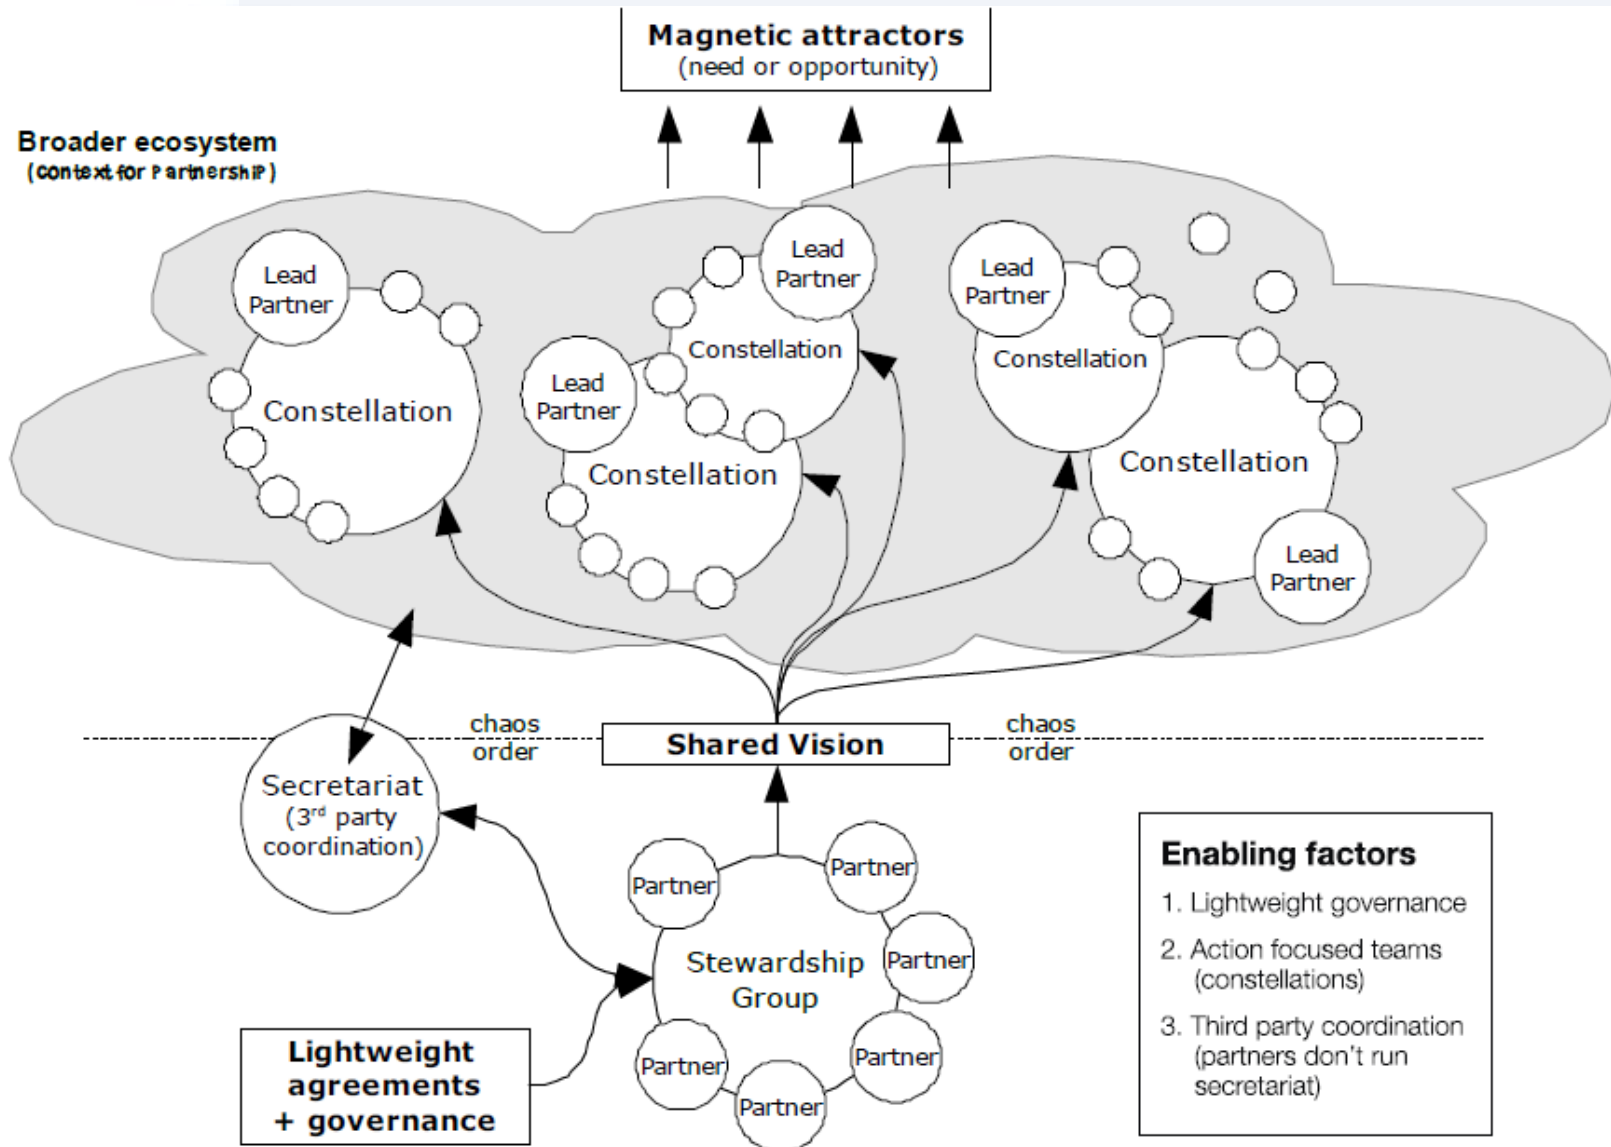 Magnetic attractors
(need or opportunity)
Broader ecosystem
(context for Partnership)
Lead
Partner
Constellation
Lead
Partner
Constellation
Lead
Partner
Constellation
Lead
Partner
Constellation
Constellation
Lead
Partner
chaos
order
Shared Vision
chaos
order
Secretariat
(3rd party
coordination)
Partner
Partner
Partner
Partner
Partner
Partner
Stewardship
Group
Lightweight
agreements
+ governance
Enabling factors
1. Lightweight governance
2. Action focused teams
(constellations)
3. Third party coordination
(partners don't run
secretariat)